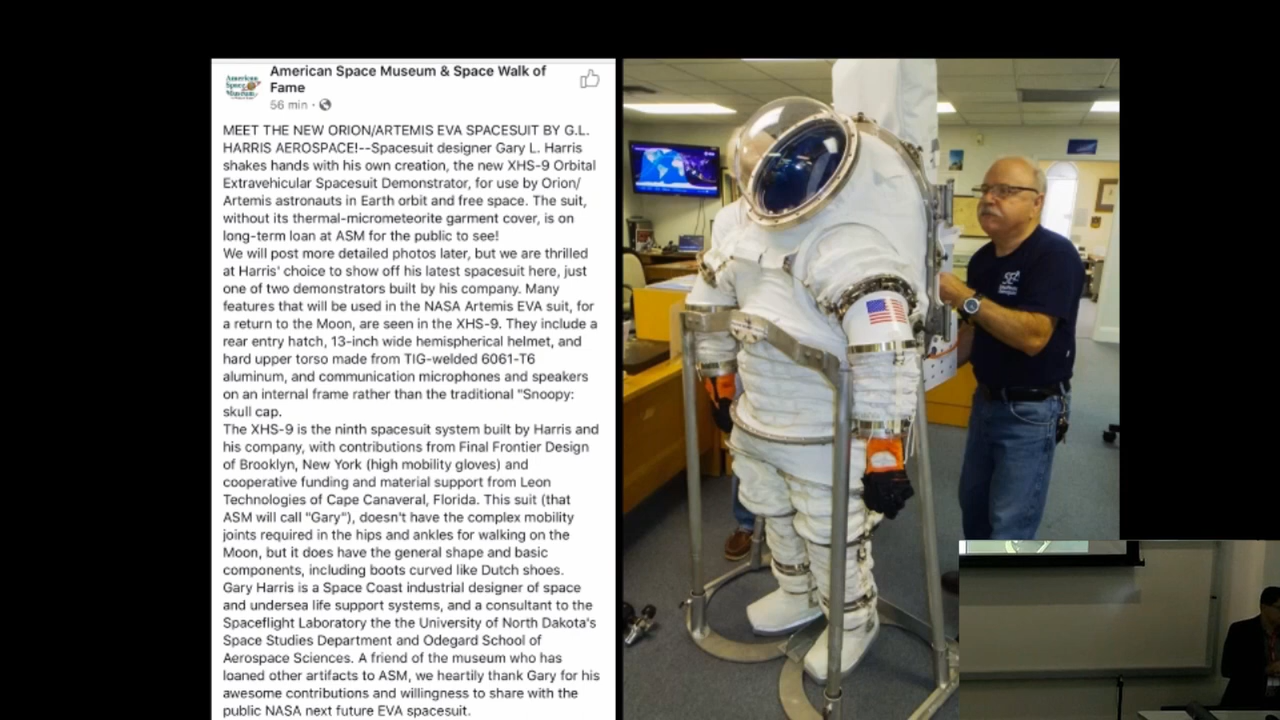 American Space Museum & Space Walk of
Fame
56 min ·
American
Space
Museum
MEET THE NEW ORION/ARTEMIS EVA SPACESUIT BY G.L.
HARRIS AEROSPACE!--Spacesuit designer Gary L. Harris
shakes hands with his own creation, the new XHS-9 Orbital
Extravehicular Spacesuit Demonstrator, for use by Orion/
Artemis astronauts in Earth orbit and free space. The suit,
without its thermal-micrometeorite garment cover, is on
long-term loan at ASM for the public to see!
We will post more detailed photos later, but we are thrilled
at Harris' choice to show off his latest spacesuit here, just
one of two demonstrators built by his company. Many
features that will be used in the NASA Artemis EVA suit, for
a return to the Moon, are seen in the XHS-9. They include a
rear entry hatch, 13-inch wide hemispherical helmet, and
hard upper torso made from TIG-welded 6061-T6
aluminum, and communication microphones and speakers
on an internal frame rather than the traditional "Snoopy:
skull cap.
The XHS-9 is the ninth spacesuit system built by Harris and
his company, with contributions from Final Frontier Design
of Brooklyn, New York (high mobility gloves) and
cooperative funding and material support from Leon
Technologies of Cape Canaveral, Florida. This suit (that
ASM will call "Gary"), doesn't have the complex mobility
joints required in the hips and ankles for walking on the
Moon, but it does have the general shape and basic
components, including boots curved like Dutch shoes.
Gary Harris is a Space Coast industrial designer of space
and undersea life support systems, and a consultant to the
Spaceflight Laboratory the the University of North Dakota's
Space Studies Department and Odegard School of
Aerospace Sciences. A friend of the museum who has
loaned other artifacts to ASM, we heartily thank Gary for his
awesome contributions and willingness to share with the
public NASA next future EVA spacesuit.